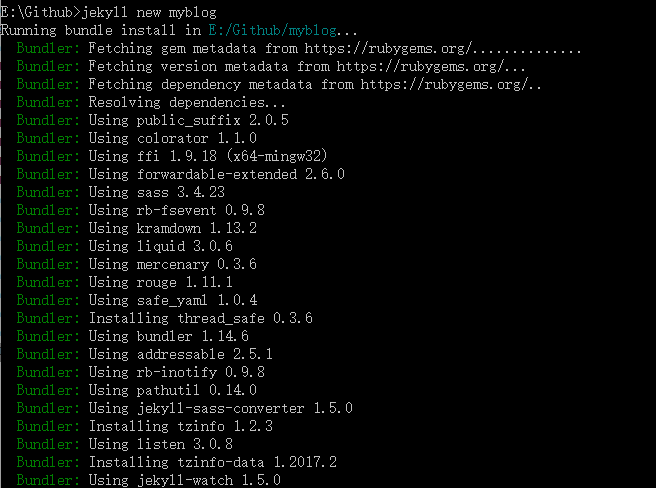 E:\Github>jekyll new myblog
Running bundle install in E:/Github/myblog...
Bundler: Fetching gem metadata from https://rubygems.org/..............
Bundler: Fetching version metadata from https://rubygems.org/...
Bundler: Fetching dependency metadata from https://rubygems.org/..
Bundler: Resolving dependencies...
Bundler: Using public_suffix 2.0.5
Bundler: Using colorator 1.1.0
Bundler: Using ffi 1.9.18 (x64-mingw32)
Bundler: Using forwardable-extended 2.6.0
Bundler: Using sass 3.4.23
Bundler: Using rb-fsevent 0.9.8
Bundler: Using kramdown 1.13.2
Bundler: Using liquid 3.0.6
Bundler: Using mercenary 0.3.6
Bundler: Using rouge 1.11.1
Bundler: Using safe_yaml 1.0.4
Bundler: Installing thread_safe 0.3.6
Bundler: Using bundler 1.14.6
Bundler: Using addressable 2.5.1
Bundler: Using rb-inotify 0.9.8
Bundler: Using pathutil 0.14.0
Bundler: Using jekyll-sass-converter 1.5.0
Bundler: Installing tzinfo 1.2.3
Bundler: Using listen 3.0.8
Bundler: Installing tzinfo-data 1.2017.2
Bundler: Using jekyll-watch 1.5.0